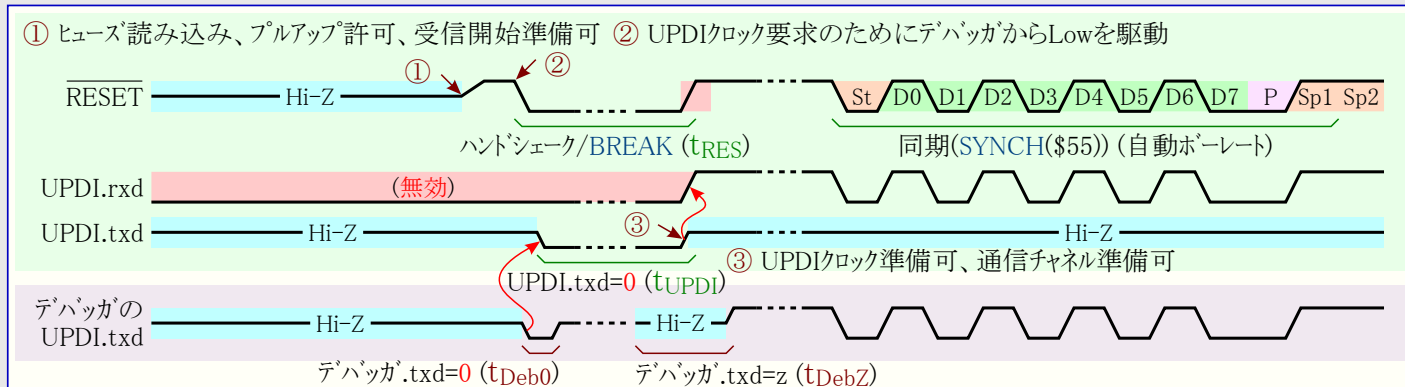 ① ヒューズ読み込み、プルアップ許可、受信開始準備可 ② UPDIクロック要求のためにデバッガからLowを駆動
① ②
RESET Hi-Z St D0 D1 D2 D3 D4 D5 D6 D7 P Sp1 Sp2
ハンドシェーク/BREAK (tRES) 同期(SYNCH($55)) (自動ボーレート)
UPDI.rxd (無効)
UPDI.txd Hi-Z ③ Hi-Z
③ UPDIクロック準備可、通信チャネル準備可
UPDI.txd=0 (tUPDI)
デバッガの
UPDI.txd Hi-Z Hi-Z
デバッガ.txd=0 (tDeb0) デバッガ.txd=z (tDebZ)